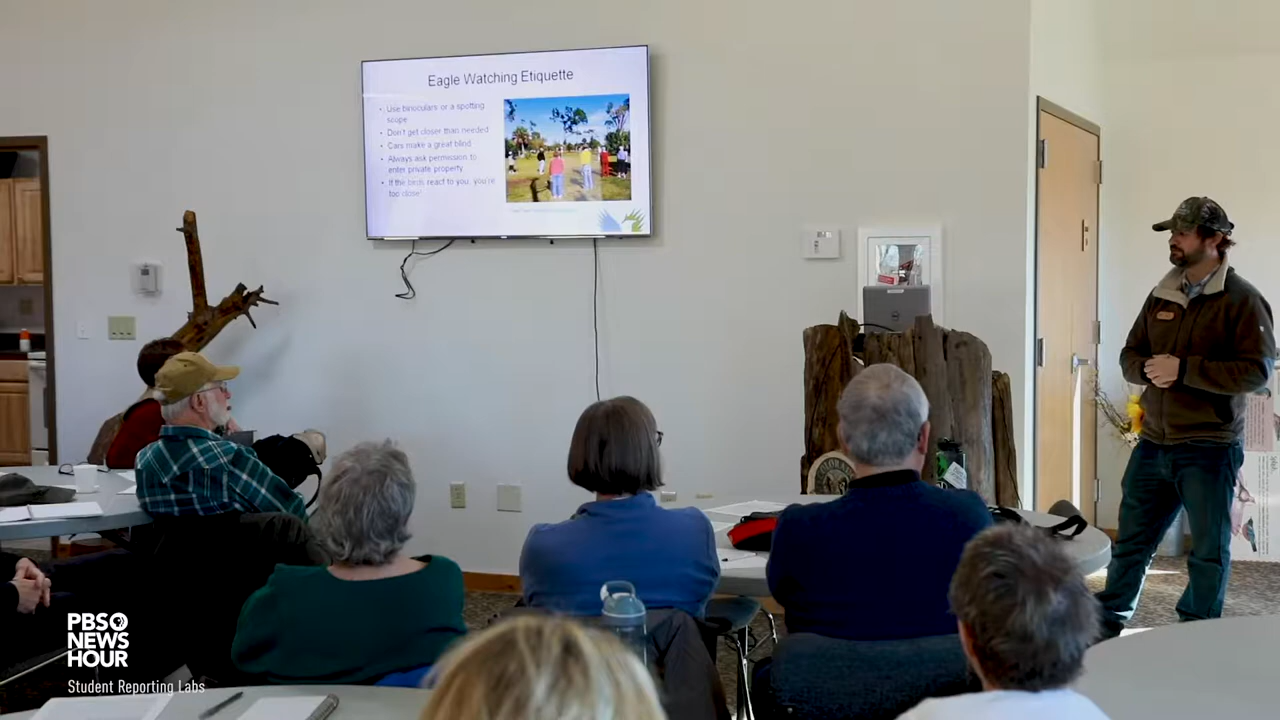 Eagle Watching Etiquette
• Use binoculars or a spotting
scope
• Don't get closer than needed
• Cars make a great blind
• Always ask permission to
enter private property
• If the birds react to you, you're
too close!
PBS
NEWS
HOUR
Student Reporting Labs